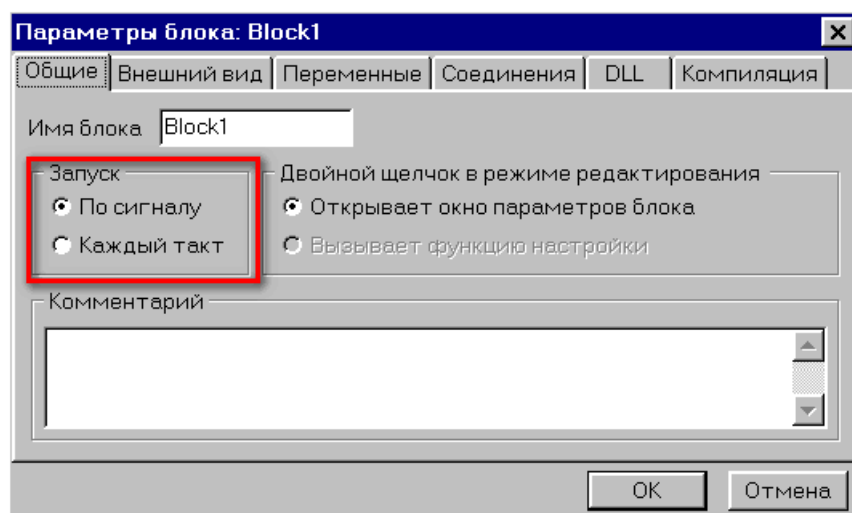 Параметры блока: Block1
Общие Внешний вид Переменные Соединения DLL Компиляция
Имя блока Block1
Запуск
По сигналу
Каждый такт
Двойной щелчок в режиме редактирования
Открывает окно параметров блока
Вызывает функцию настройки
Комментарий
OK Отмена